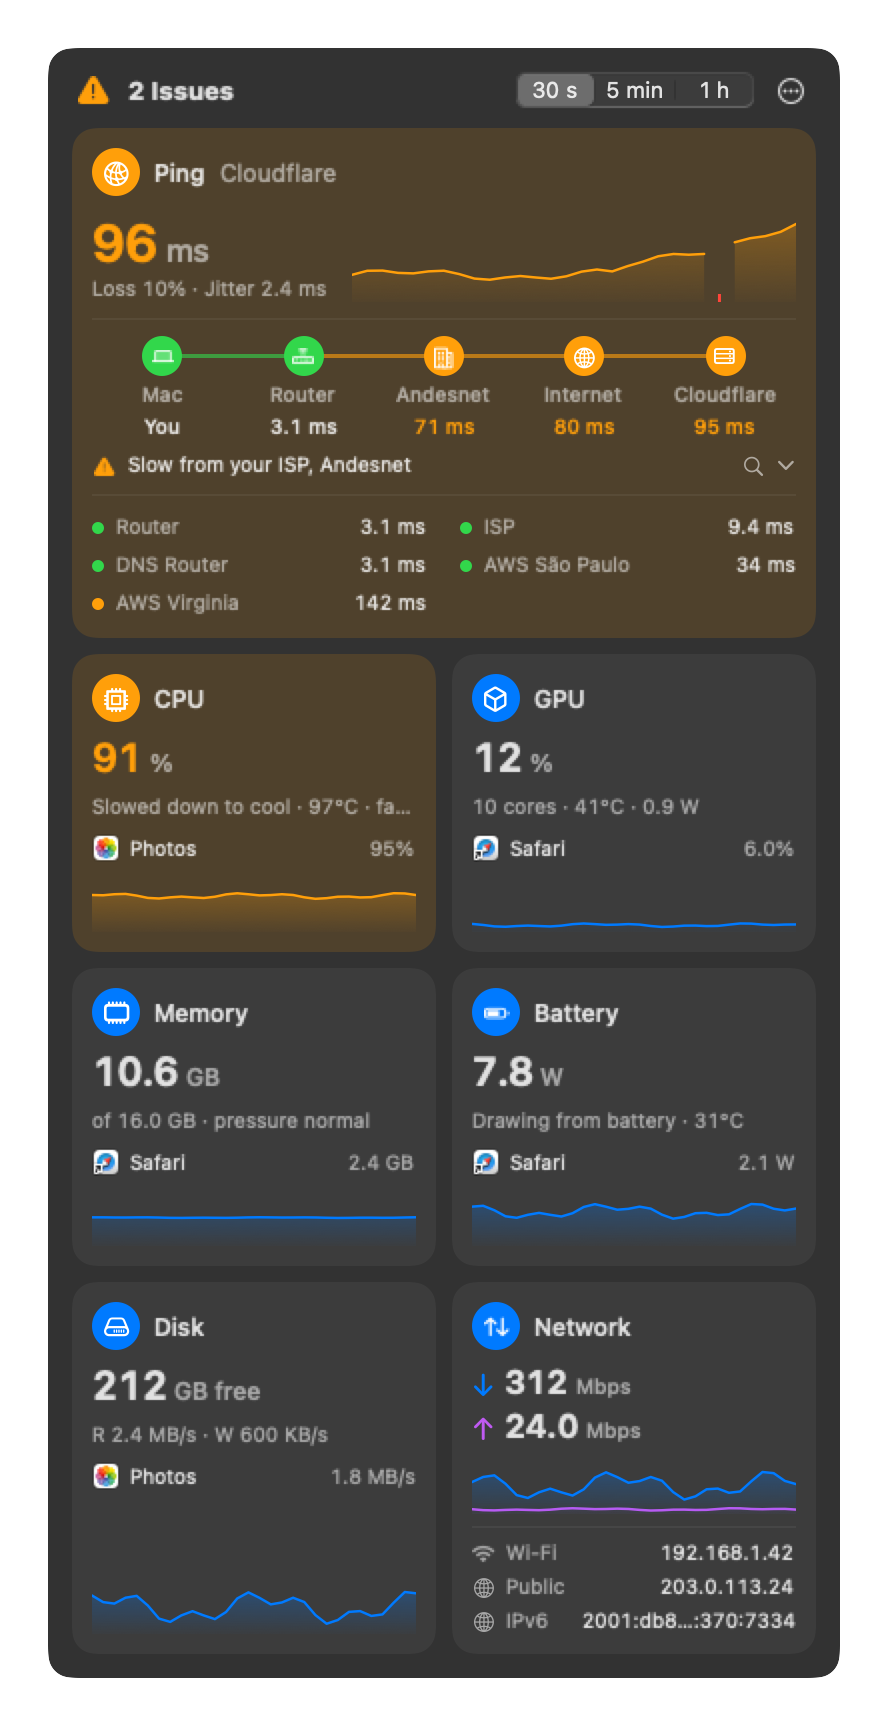 2 Issues
30 s 5 min 1 h
Ping Cloudflare
96 ms
Loss 10% · Jitter 2.4 ms
Mac Router Andesnet Internet Cloudflare
You 3.1 ms 71 ms 80 ms 95 ms
Slow from your ISP, Andesnet
Router 3.1 ms ISP 9.4 ms
DNS Router 3.1 ms AWS São Paulo 34 ms
AWS Virginia 142 ms
CPU
91 %
Slowed down to cool · 97°C · fa...
Photos 95%
GPU
12 %
10 cores · 41°C · 0.9 W
Safari 6.0%
Memory
10.6 GB
of 16.0 GB · pressure normal
Safari 2.4 GB
Battery
7.8 W
Drawing from battery · 31°C
Safari 2.1 W
Disk
212 GB free
R 2.4 MB/s · W 600 KB/s
Photos 1.8 MB/s
Network
312 Mbps
24.0 Mbps
Wi-Fi 192.168.1.42
Public 203.0.113.24
IPv6 2001:db8...:370:7334